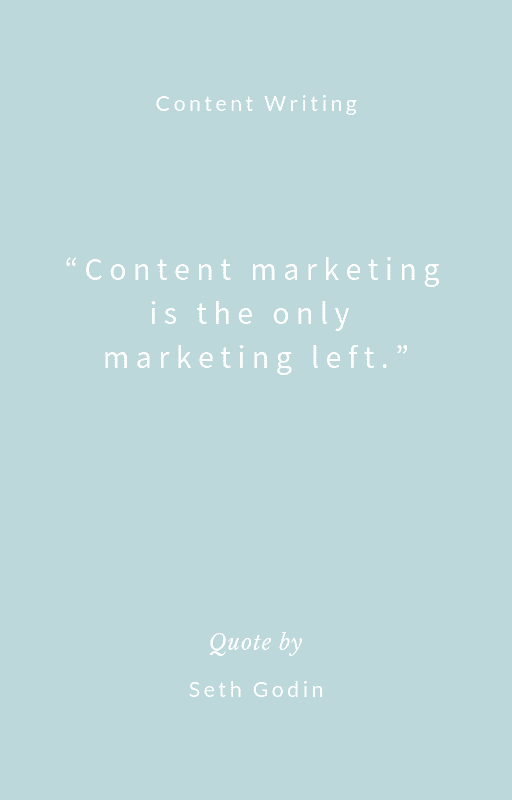 Content Writing
“Content marketing
is the only
marketing left.”
Quote by
Seth Godin